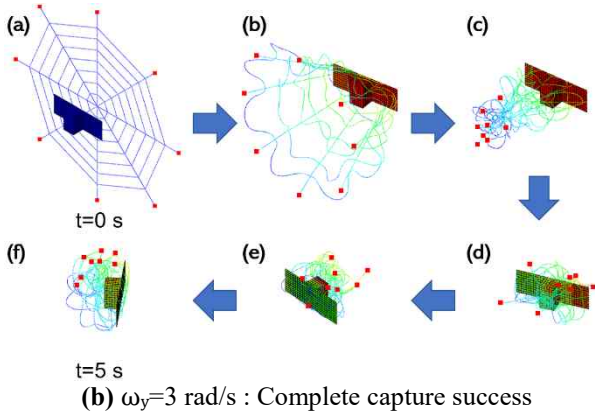 (a)
(b)
(c)
t=0 s
(f)
(e)
(d)
t=5 s
(b) ωy=3 rad/s : Complete capture success